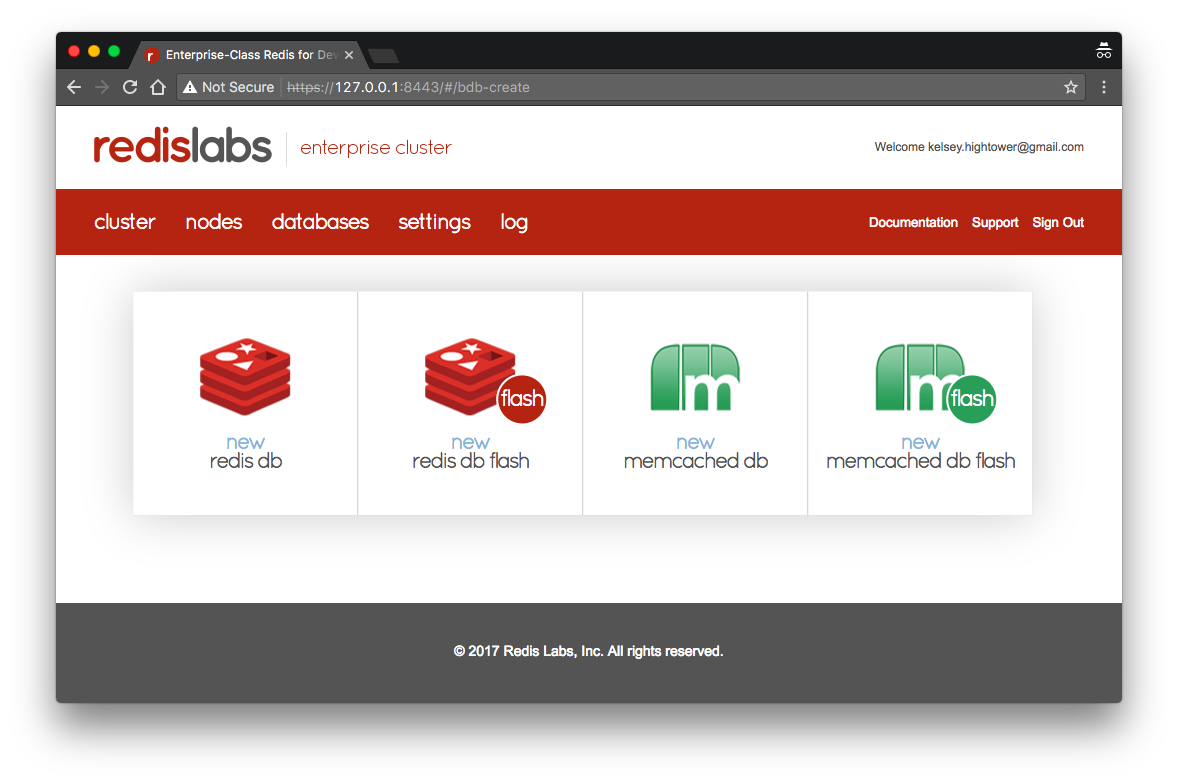 Enterprise-Class Redis for Dev
Not Secure https://127.0.0.1:8443/#/bdb-create
redislabs enterprise cluster
Welcome kelsey.hightower@gmail.com
cluster nodes databases settings log Documentation Support Sign Out
flash flash
new new new new
redis db redis db flash memcached db memcached db flash
© 2017 Redis Labs, Inc. All rights reserved.